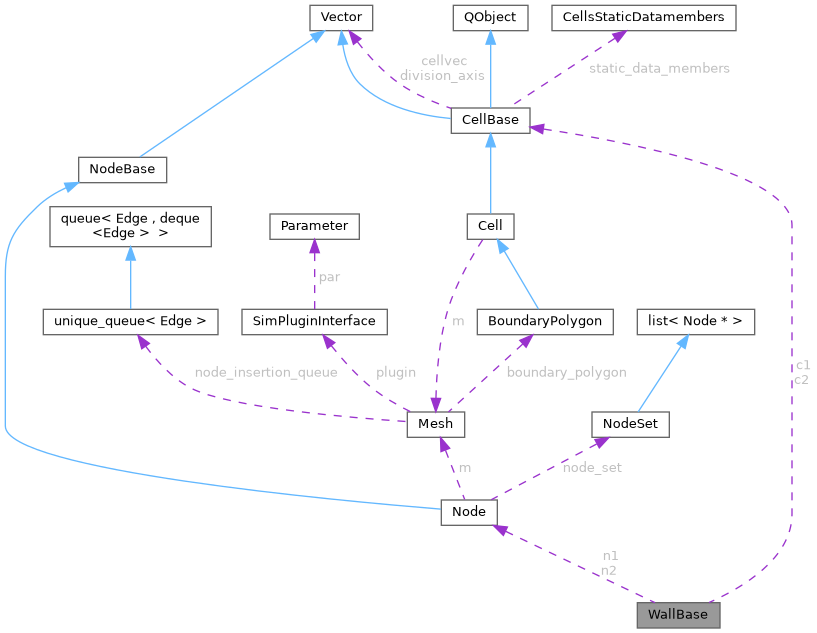 Vector
QObject
CellsStaticDatamembers
cellvec
division_axis
static_data_members
CellBase
NodeBase
queue< Edge , deque
<Edge > >
Parameter
Cell
par
unique_queue< Edge >
SimPluginInterface
m
BoundaryPolygon
list< Node * >
node_insertion_queue
plugin
boundary_polygon
c1
c2
Mesh
NodeSet
m
node_set
Node
n1
n2
WallBase